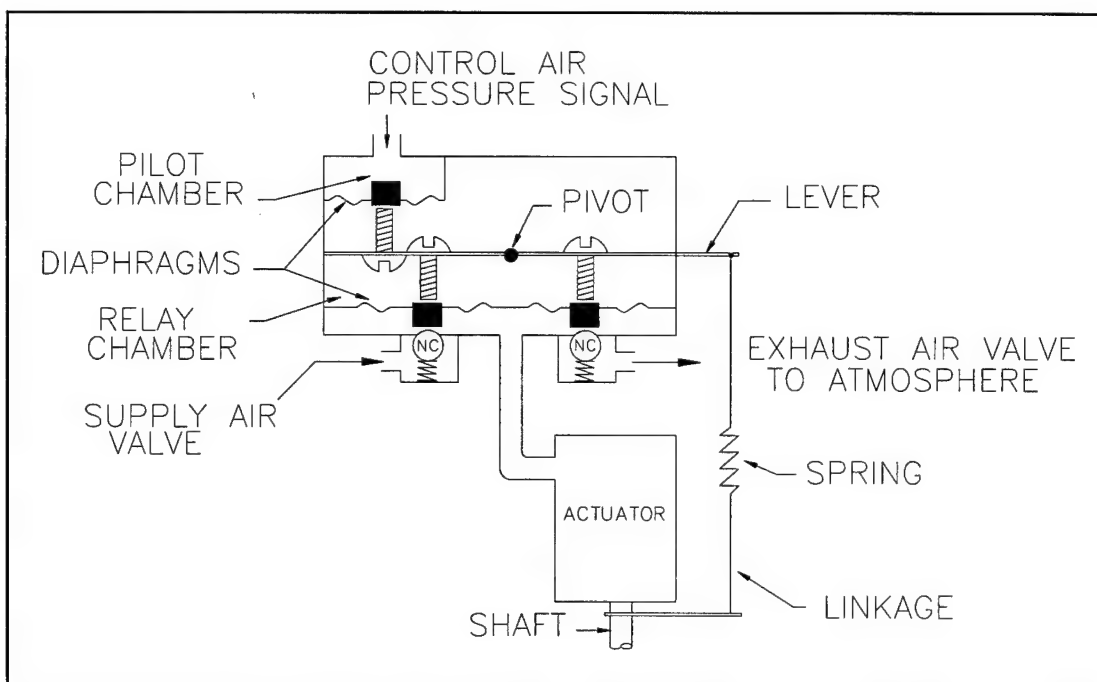 CONTROL AIR
PRESSURE SIGNAL
PILOT
CHAMBER
PIVOT
LEVER
DIAPHRAGMS
RELAY
CHAMBER
NC
NC
EXHAUST AIR VALVE
TO ATMOSPHERE
SUPPLY AIR
VALVE
SPRING
ACTUATOR
LINKAGE
SHAFT